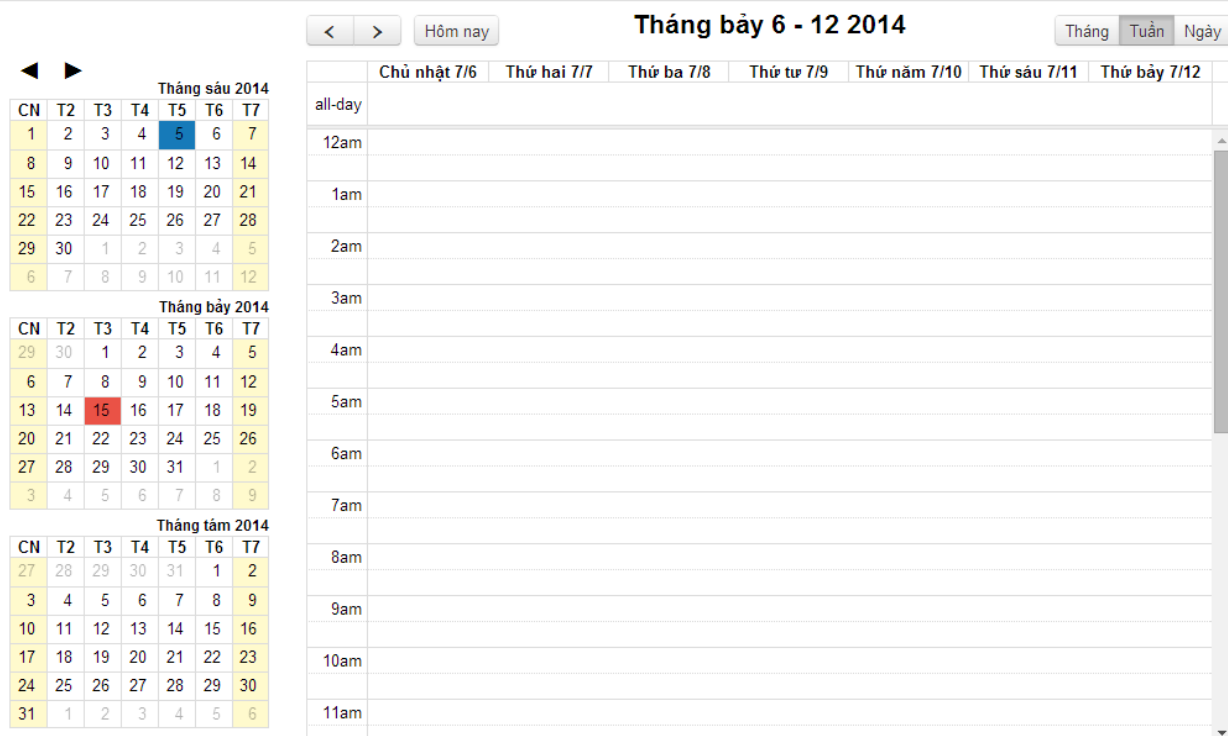 Tháng sáu 2014
CN T2 T3 T4 T5 T6 T7
1 2 3 4 5 6 7
8 9 10 11 12 13 14
15 16 17 18 19 20 21
22 23 24 25 26 27 28
29 30 1 2 3 4 5
6 7 8 9 10 11 12
Tháng bảy 2014
CN T2 T3 T4 T5 T6 T7
29 30 1 2 3 4 5
6 7 8 9 10 11 12
13 14 15 16 17 18 19
20 21 22 23 24 25 26
27 28 29 30 31 1 2
3 4 5 6 7 8 9
Tháng tám 2014
CN T2 T3 T4 T5 T6 T7
27 28 29 30 31 1 2
3 4 5 6 7 8 9
10 11 12 13 14 15 16
17 18 19 20 21 22 23
24 25 26 27 28 29 30
31 1 2 3 4 5 6
Hôm nay
Tháng bảy 6 - 12 2014
Tháng Tuần Ngày
Chủ nhật 7/6 Thứ hai 7/7 Thứ ba 7/8 Thứ tư 7/9 Thứ năm 7/10 Thứ sáu 7/11 Thứ bảy 7/12
all-day
12am
1am
2am
3am
4am
5am
6am
7am
8am
9am
10am
11am